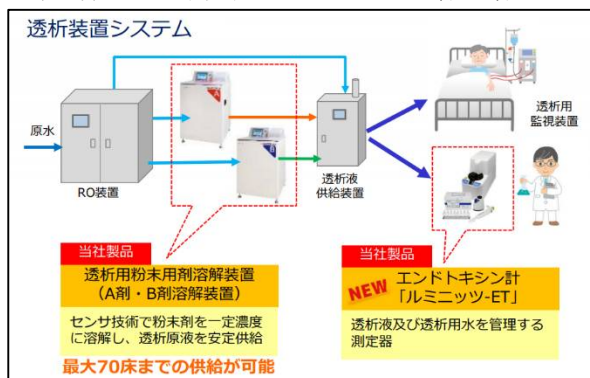 透析装置システム
原水
RO装置
A
B
透析液
供給装置
透析用
監視装置
当社製品
透析用粉末用剤溶解装置
(A剤・B剤溶解装置)
センサ技術で粉末剤を一定濃度
に溶解し、透析原液を安定供給
最大70床までの供給が可能
当社製品
NEW エンドトキシン計
「ルミニッツ-ET」
透析液及び透析用水を管理する
測定器